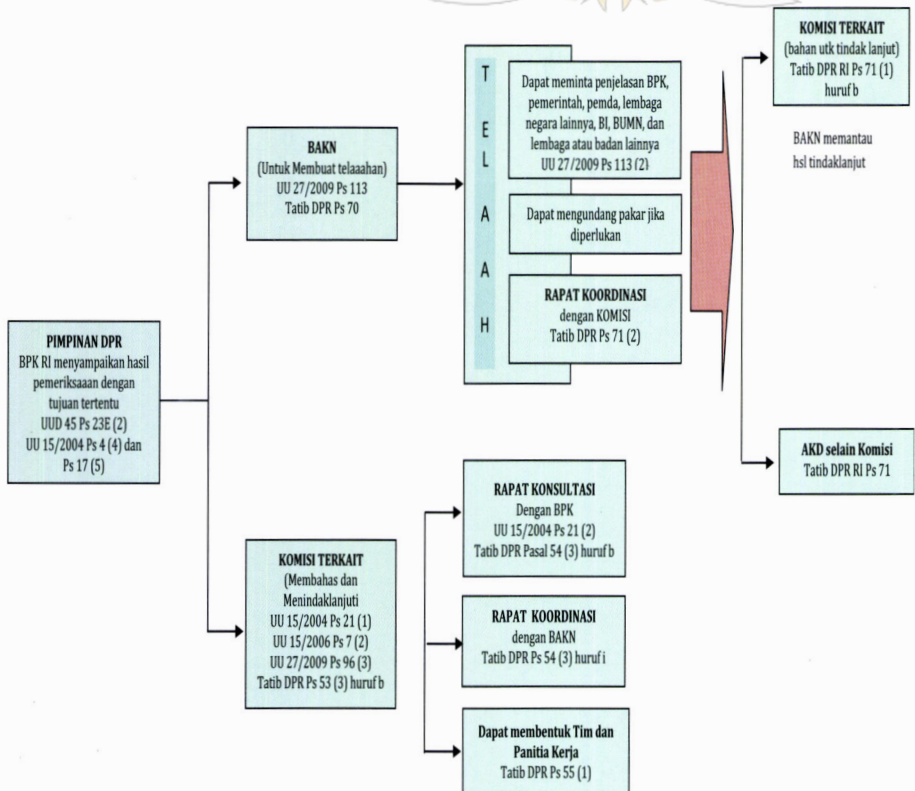 PIMPINAN DPR
BPK RI menyampaikan hasil
pemeriksaaan dengan
tujuan tertentu
UUD 45 Ps 23E (2)
UU 15/2004 Ps 4 (4) dan
Ps 17 (5)
BAKN
(Untuk Membuat telaaahan)
UU 27/2009 Ps 113
Tatib DPR Ps 70
T
E
L
A
A
H
Dapat meminta penjelasan BPK,
pemerintah, pemda, lembaga
negara lainnya, BI, BUMN, dan
lembaga atau badan lainnya
UU 27/2009 Ps 113 (2)
Dapat mengundang pakar jika
diperlukan
RAPAT KOORDINASI
dengan KOMISI
Tatib DPR Ps 71 (2)
KOMISI TERKAIT
(bahan utk tindak lanjut)
Tatib DPR RI Ps 71 (1)
huruf b
BAKN memantau
hsl tindaklanjut
AKD selain Komisi
Tatib DPR RI Ps 71
KOMISI TERKAIT
(Membahas dan
Menindaklanjuti
UU 15/2004 Ps 21 (1)
UU 15/2006 Ps 7 (2)
UU 27/2009 Ps 96 (3)
Tatib DPR Ps 53 (3) huruf b
RAPAT KONSULTASI
Dengan BPK
UU 15/2004 Ps 21 (2)
Tatib DPR Pasal 54 (3) huruf b
RAPAT KOORDINASI
dengan BAKN
Tatib DPR Ps 54 (3) huruf i
Dapat membentuk Tim dan
Panitia Kerja
Tatib DPR Ps 55 (1)